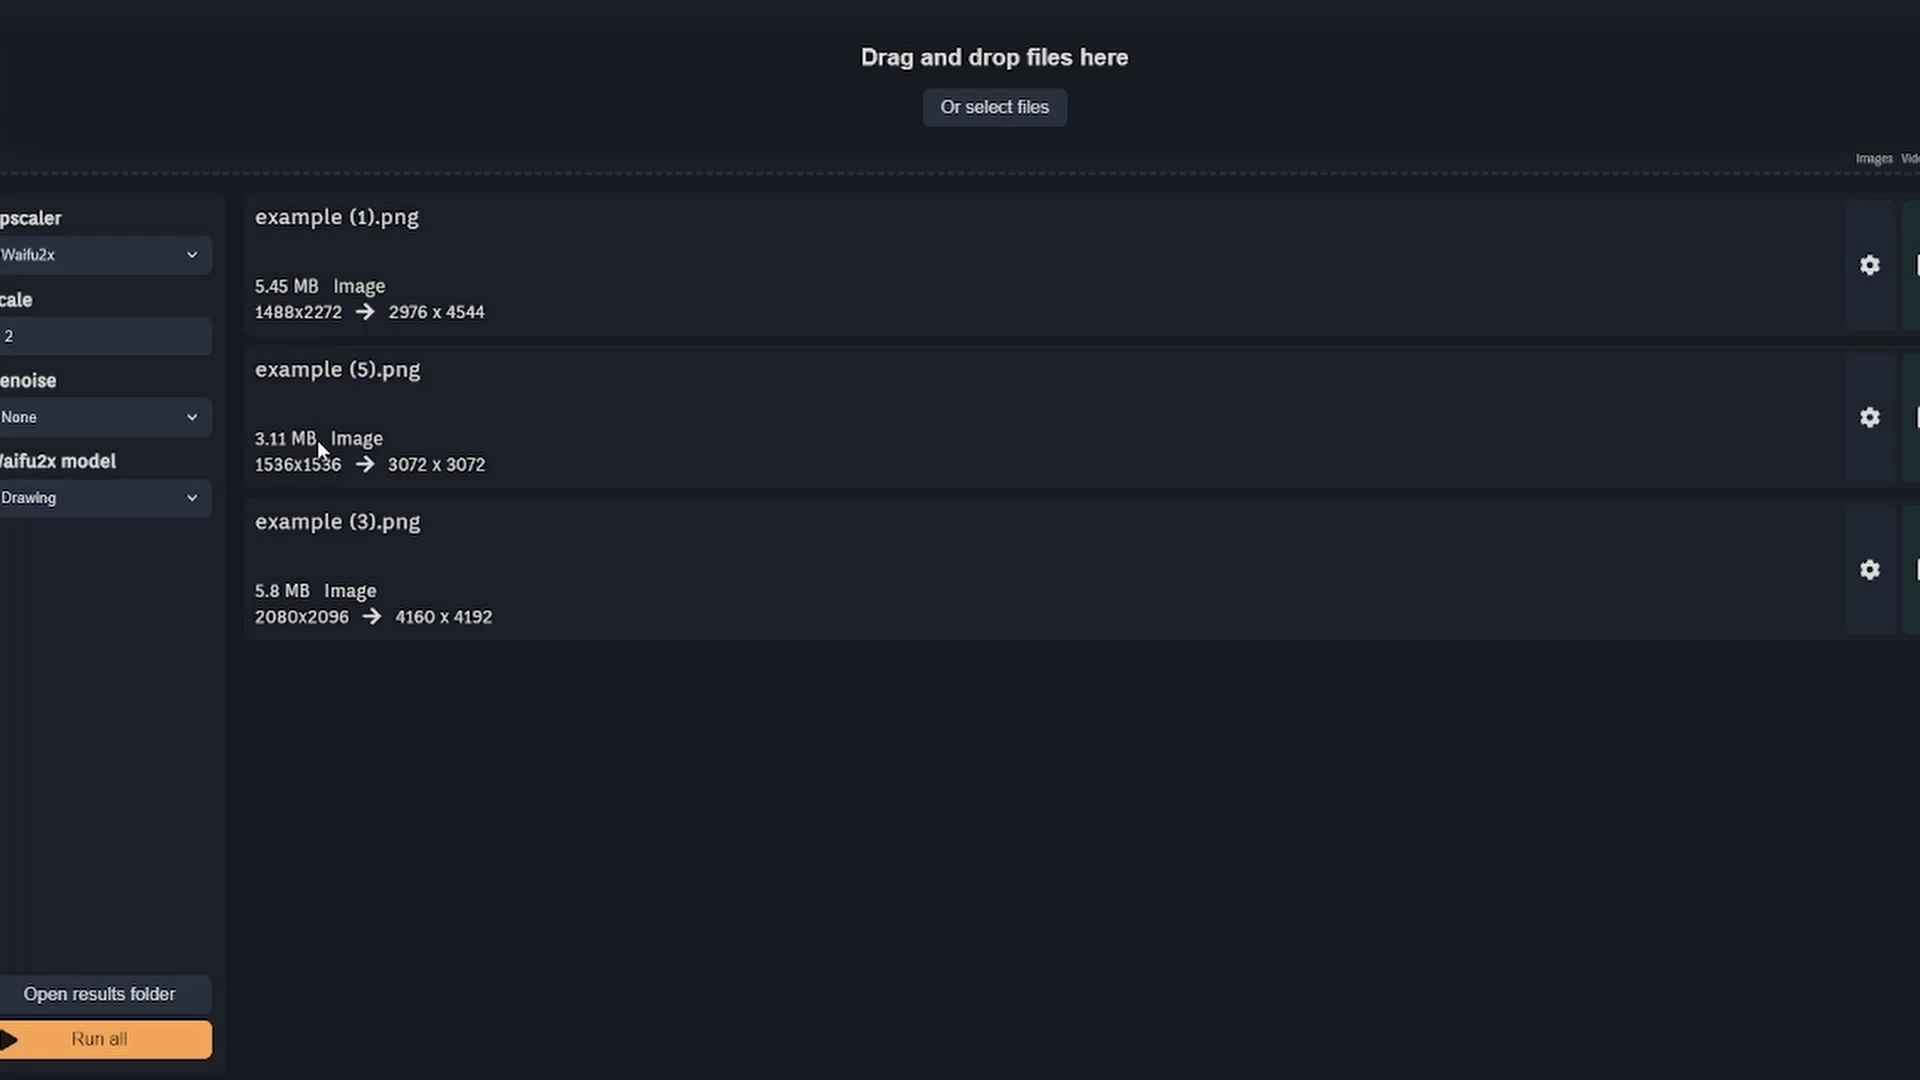 Drag and drop files here
Or select files
Images Vide
pscaler
Waifu2x
cale
2
enoise
None
aifu2x model
Drawing
example (1).png
5.45 MB Image
1488x2272 → 2976 x 4544
example (5).png
3.11 MB Image
1536x1536 → 3072 x 3072
example (3).png
5.8 MB Image
2080x2096 → 4160 x 4192
Open results folder
Run all